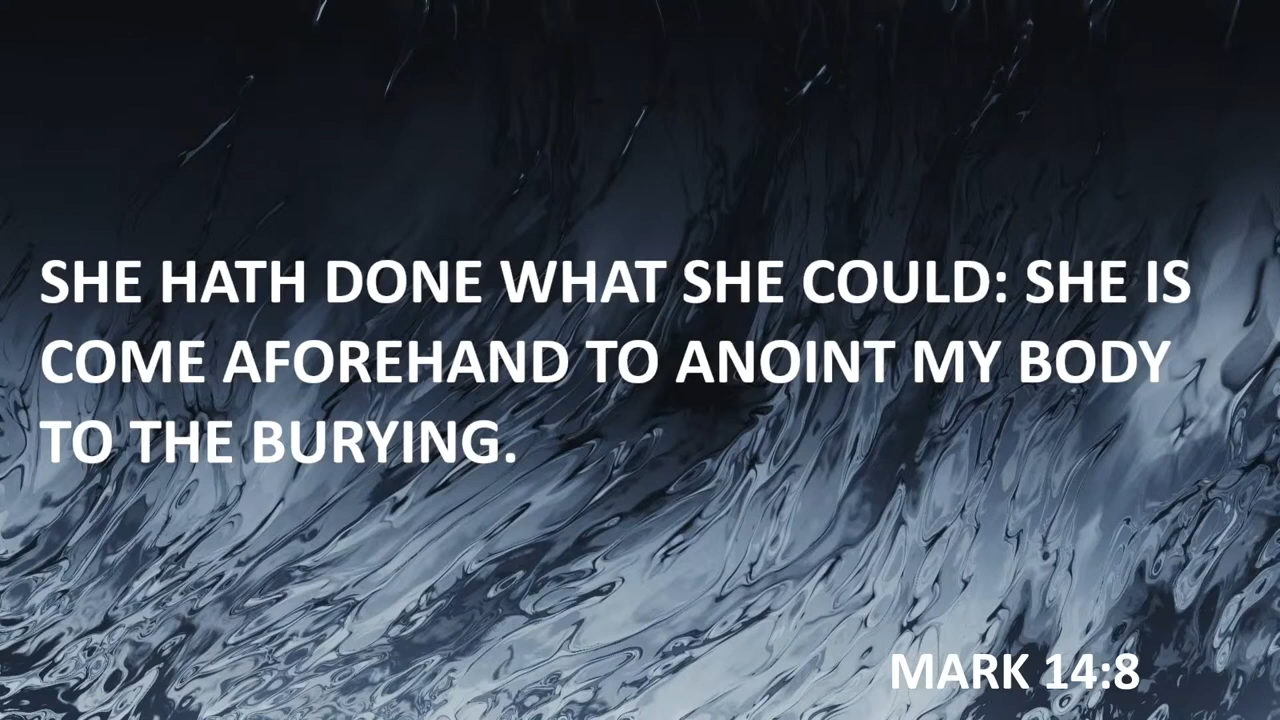 SHE HATH DONE WHAT SHE COULD: SHE IS
COME AFOREHAND TO ANOINT MY BODY
TO THE BURYING.
MARK 14:8